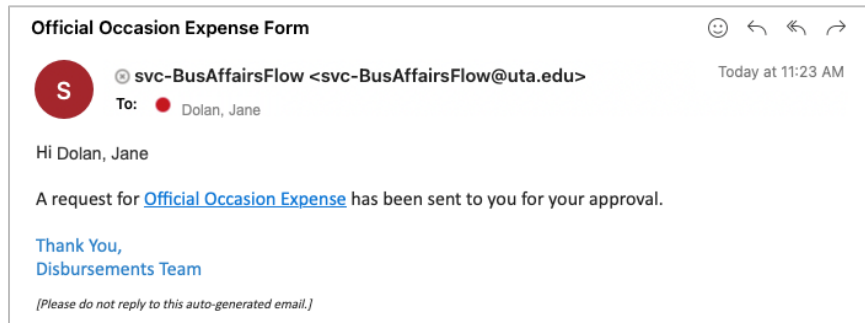 Official Occasion Expense Form
S
svc-BusAffairsFlow <svc-BusAffairsFlow@uta.edu>
Today at 11:23 AM
To: Dolan, Jane
Hi Dolan, Jane
A request for Official Occasion Expense has been sent to you for your approval.
Thank You,
Disbursements Team
[Please do not reply to this auto-generated email.]